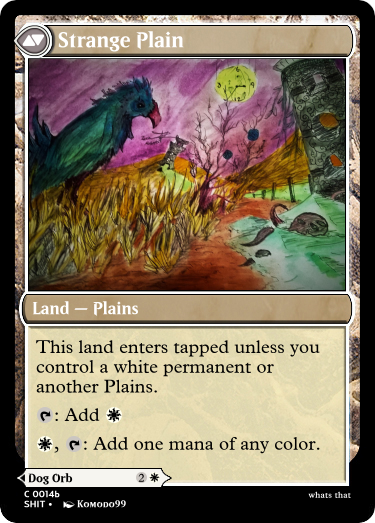 Strange Plain
Land — Plains
This land enters tapped unless you
control a white permanent or
another Plains.
: Add
, : Add one mana of any color.
Dog Orb 2
C 0014b
SHIT • Komodo99
whats that